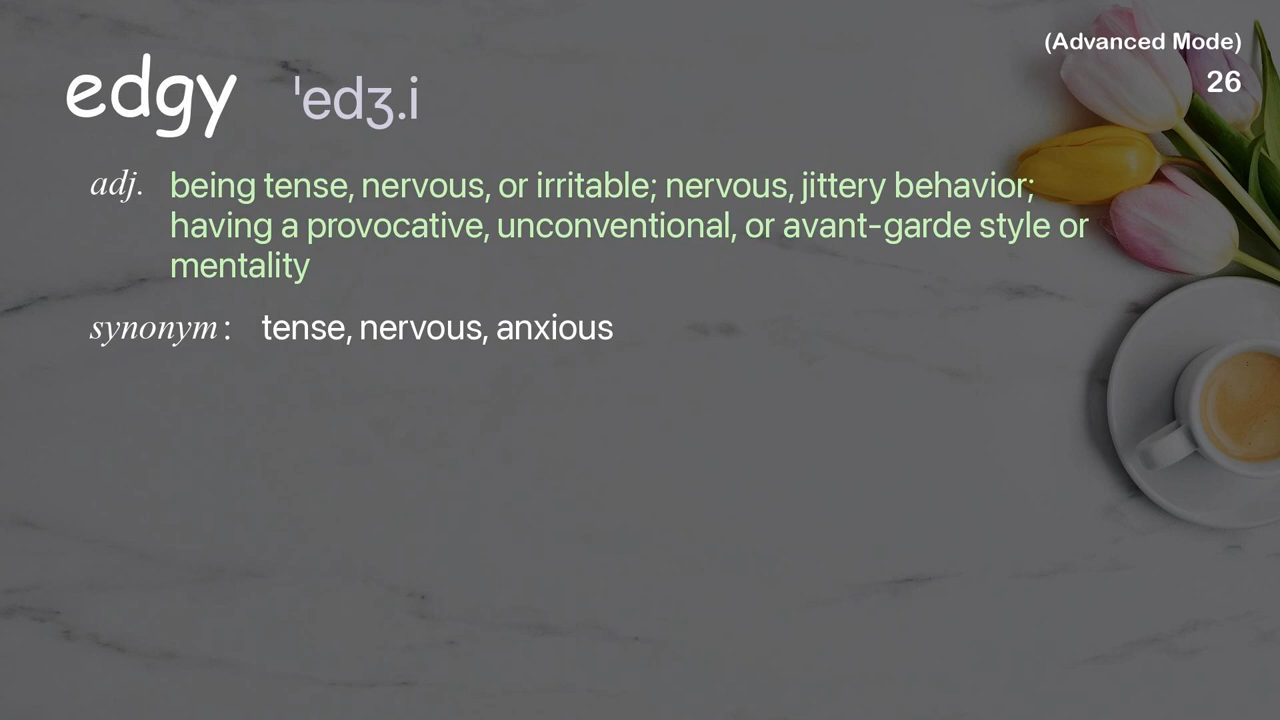 (Advanced Mode)
26
edgy ˈedʒ.i
adj. being tense, nervous, or irritable; nervous, jittery behavior;
having a provocative, unconventional, or avant-garde style or
mentality
synonym: tense, nervous, anxious